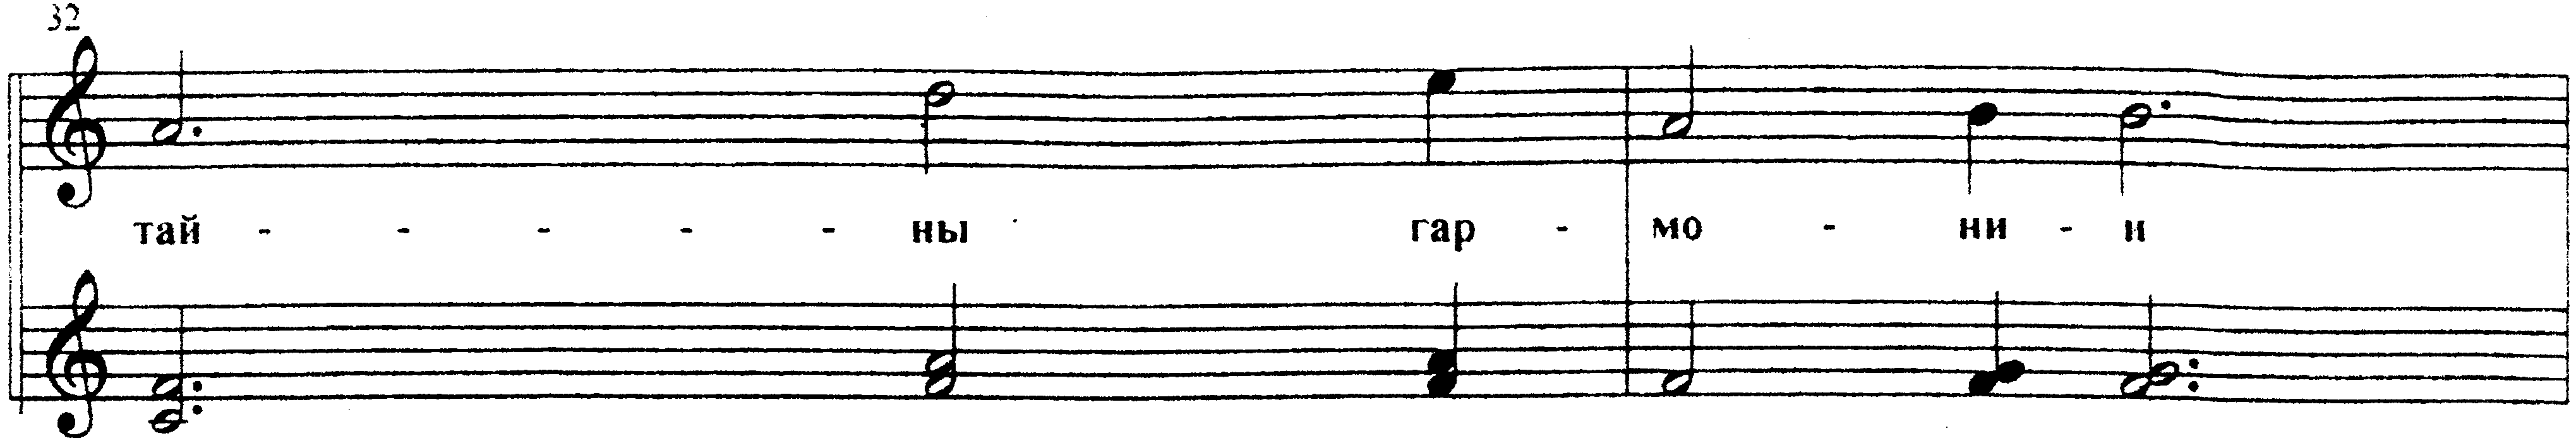 32
тай - - - - - ны гар - мо - ни - и